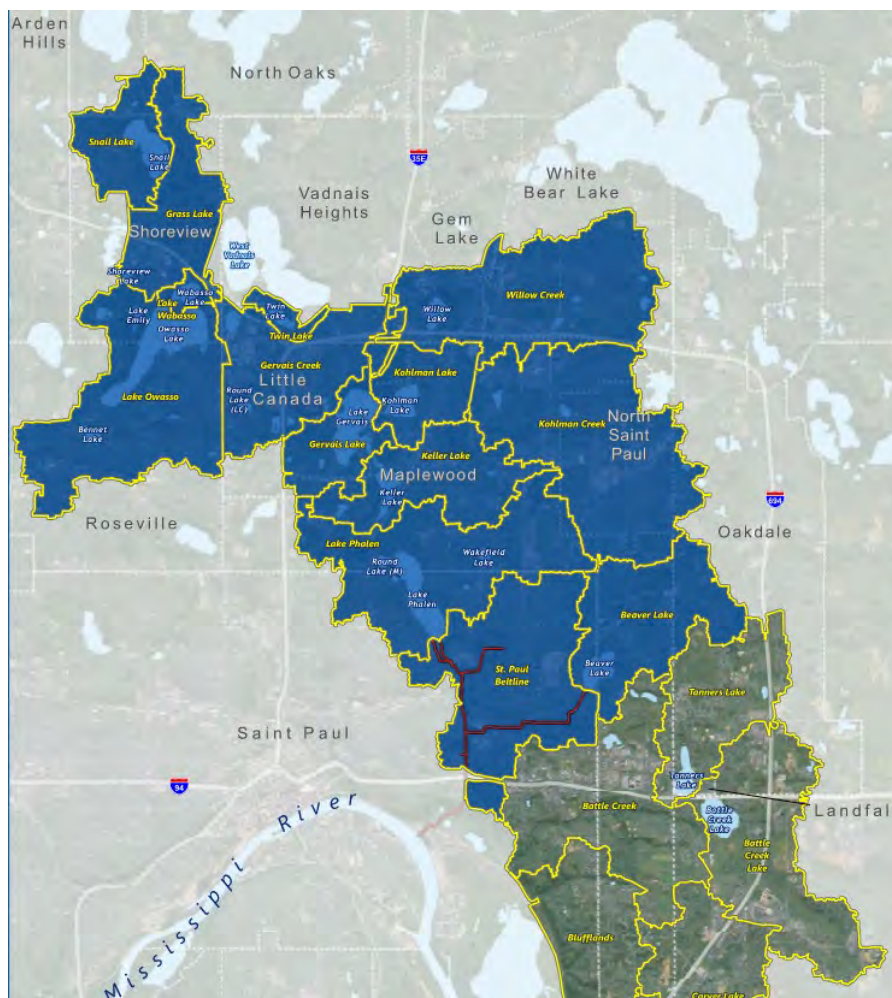 Arden
Hills
North Oaks
Snail Lake
Snail
Lake
35E
White
Bear Lake
Vadnais
Heights
Gem
Lake
Grass Lake
Shoreview
West
Vadnais
Lake
Shoreview
Lake
Wabasso
Lake
Lake
Wabasso
Lake
Emily
Owasso
Lake
Twin
Lake
Twin Lake
Willow
Lake
Willow Creek
Gervais Creek
Little
Canada
Round
Lake
(LC)
Lake Owasso
Bennet
Lake
Kohlman Lake
Kohlman
Lake
Lake
Gervais
Gervais Lake
Kohlman Creek
North
Saint
Paul
Keller Lake
Maplewood
Keller
Lake
694
Roseville
Oakdale
Lake Phalen
Round
Lake (M)
Wakefield
Lake
Lake
Phalen
Beaver Lake
St. Paul
Beltline
Beaver
Lake
Tanners Lake
Saint Paul
94
Tanners
Lake
Battle Creek
Battle
Creek
Lake
Landfal
Battle
Creek
Lake
Mississippi River
Blufflands
Carver Lake